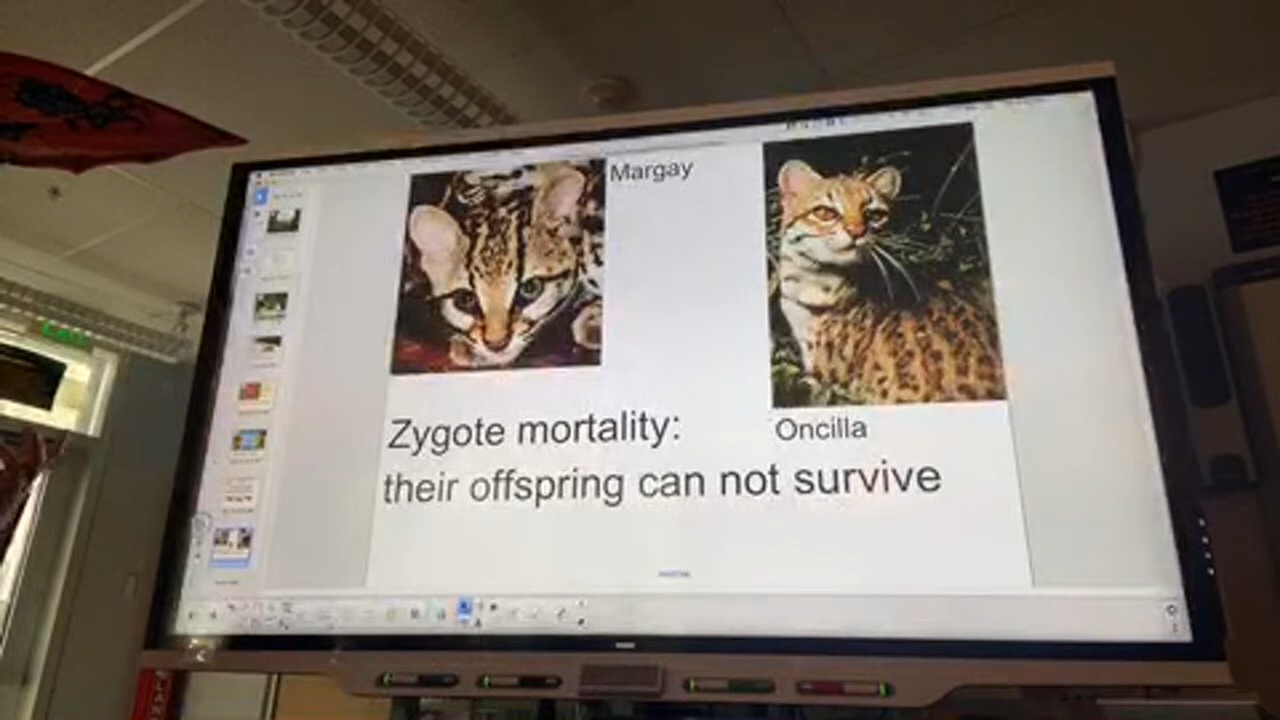 Margay
Oncilla
Zygote mortality:
their offspring can not survive